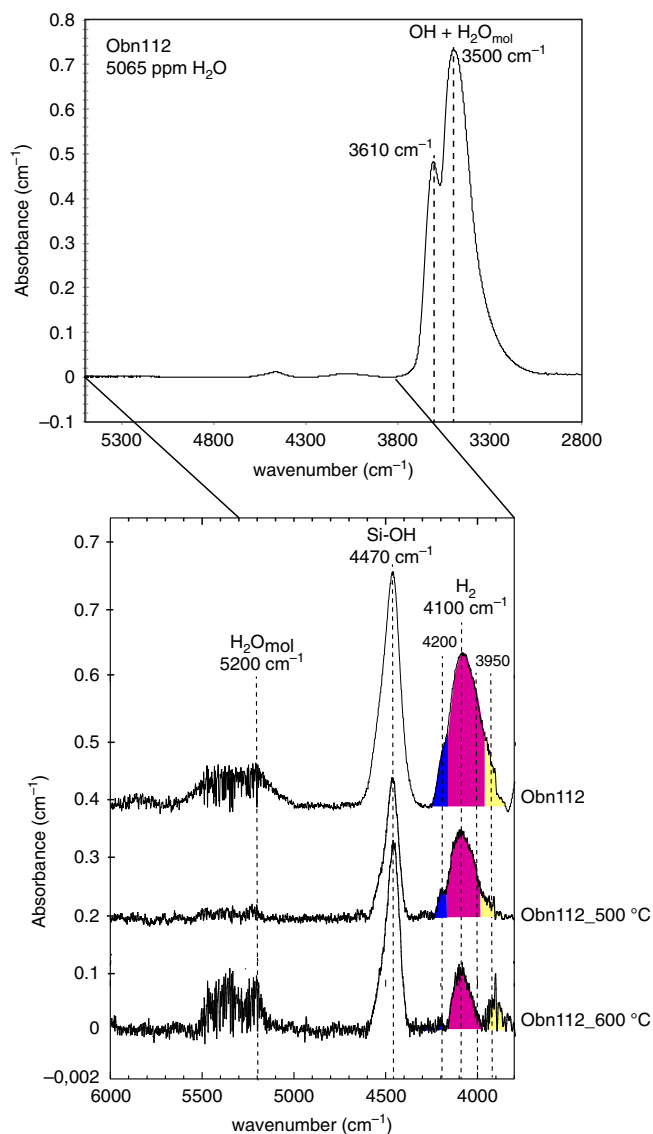 Obn112
5065 ppm H₂O
OH + H₂Oₘₒₗ
3500 cm⁻¹
3610 cm⁻¹
Absorbance (cm⁻¹)
0.8
0.7
0.6
0.5
0.4
0.3
0.2
0.1
0
−0.1
5300 4800 4300 3800 3300 2800
wavenumber (cm⁻¹)
Si-OH
4470 cm⁻¹
H₂
4100 cm⁻¹
4200 3950
H₂Omol
5200 cm⁻¹
Absorbance (cm⁻¹)
0.7
0.7
0.6
0.5
0.4
0.3
0.2
0.1
0
−0,002
Obn112
Obn112_500 °C
Obn112_600 °C
6000 5500 5000 4500 4000
wavenumber (cm⁻¹)